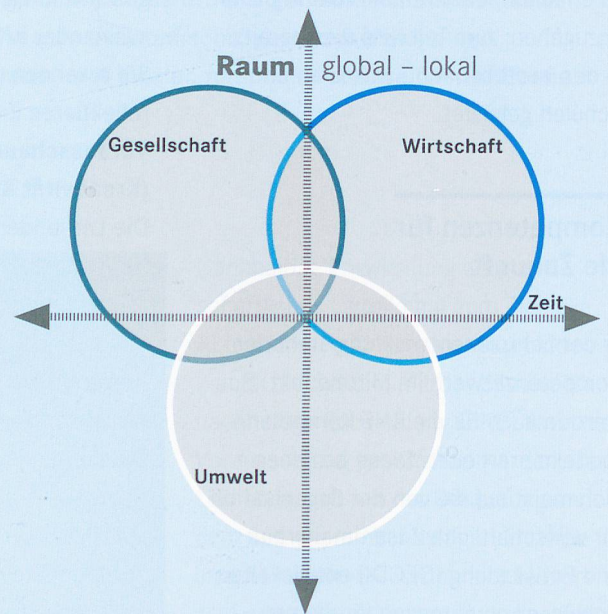 Raum global – lokal
Gesellschaft
Wirtschaft
Zeit
Umwelt